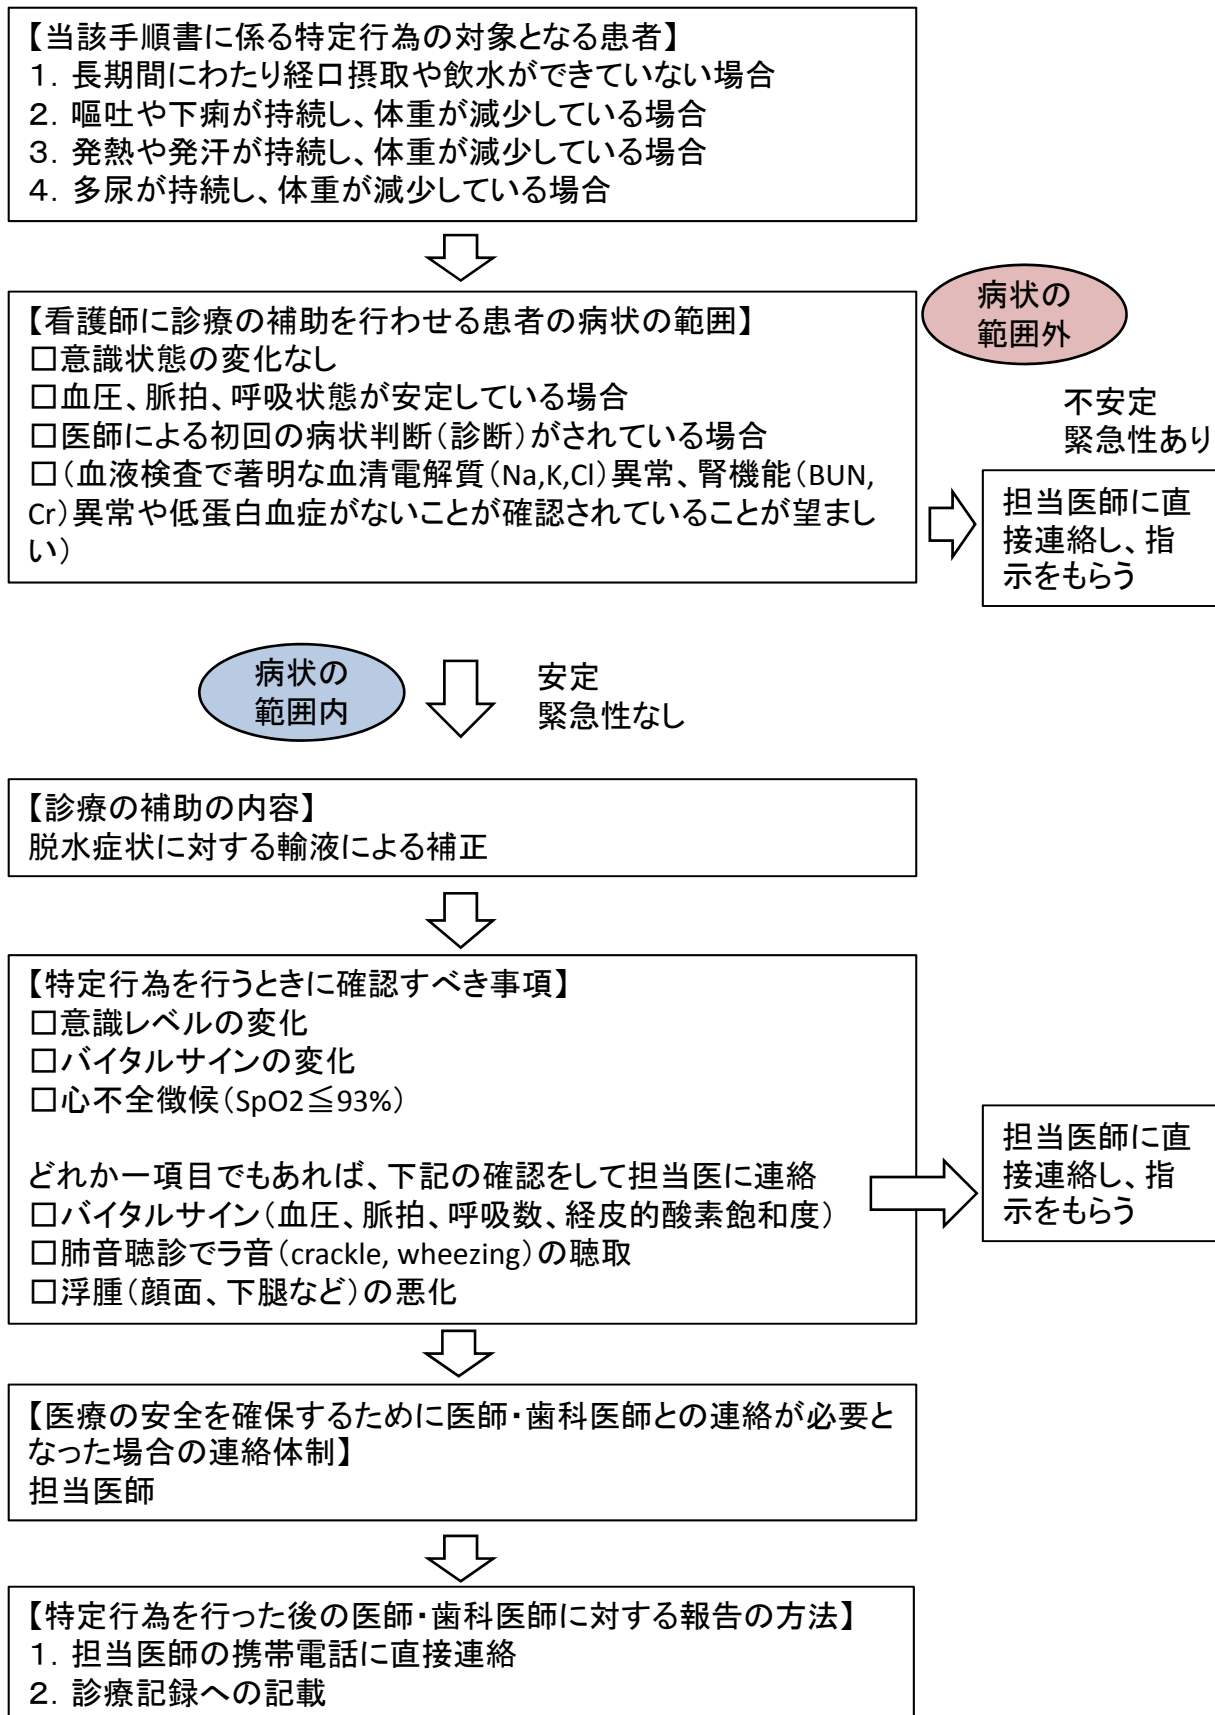 【当該手順書に係る特定行為の対象となる患者】
1．長期間にわたり経口摂取や飲水ができていない場合
2．嘔吐や下痢が持続し、体重が減少している場合
3．発熱や発汗が持続し、体重が減少している場合
4．多尿が持続し、体重が減少している場合
【看護師に診療の補助を行わせる患者の病状の範囲】
□意識状態の変化なし
□血圧、脈拍、呼吸状態が安定している場合
□医師による初回の病状判断（診断）がされている場合
□（血液検査で著明な血清電解質（Na,K,Cl）異常、腎機能（BUN,
Cr）異常や低蛋白血症がないことが確認されていることが望まし
い）
病状の
範囲外
不安定
緊急性あり
担当医師に直
接連絡し、指
示をもらう
病状の
範囲内
安定
緊急性なし
【診療の補助の内容】
脱水症状に対する輸液による補正
【特定行為を行うときに確認すべき事項】
□意識レベルの変化
□バイタルサインの変化
□心不全徴候（SpO2≦93%）
どれか一項目でもあれば、下記の確認をして担当医に連絡
□バイタルサイン（血圧、脈拍、呼吸数、経皮的酸素飽和度）
□肺音聴診でラ音（crackle, wheezing）の聴取
□浮腫（顔面、下腿など）の悪化
担当医師に直
接連絡し、指
示をもらう
【医療の安全を確保するために医師・歯科医師との連絡が必要と
なった場合の連絡体制】
担当医師
【特定行為を行った後の医師・歯科医師に対する報告の方法】
1．担当医師の携帯電話に直接連絡
2．診療記録への記載